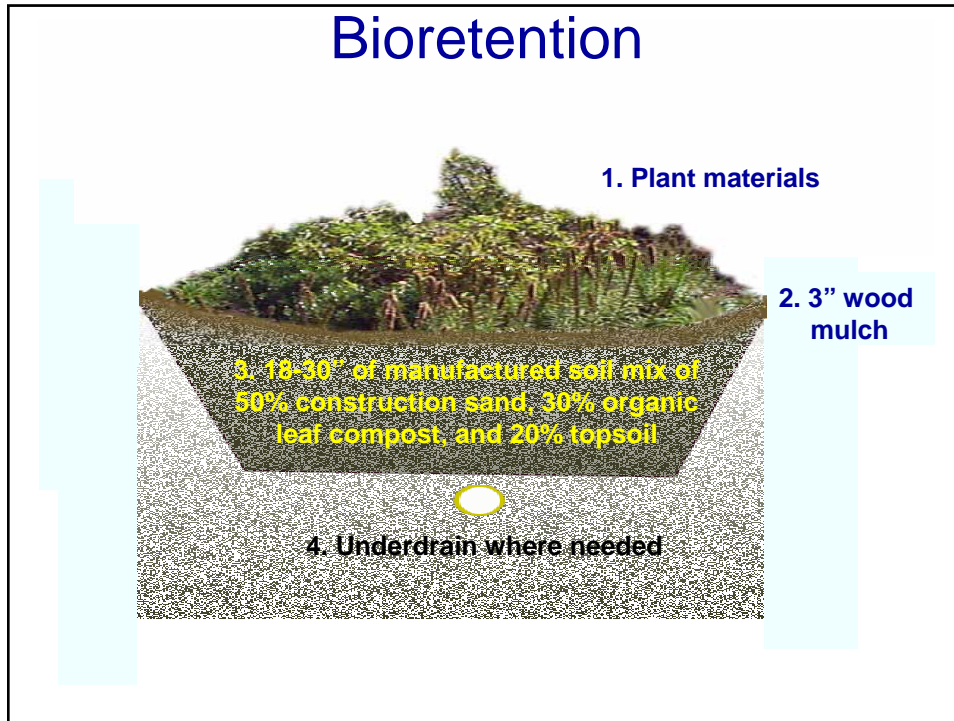 Bioretention
1. Plant materials
2. 3” wood
mulch
3. 18-30” of manufactured soil mix of
50% construction sand, 30% organic
leaf compost, and 20% topsoil
4. Underdrain where needed